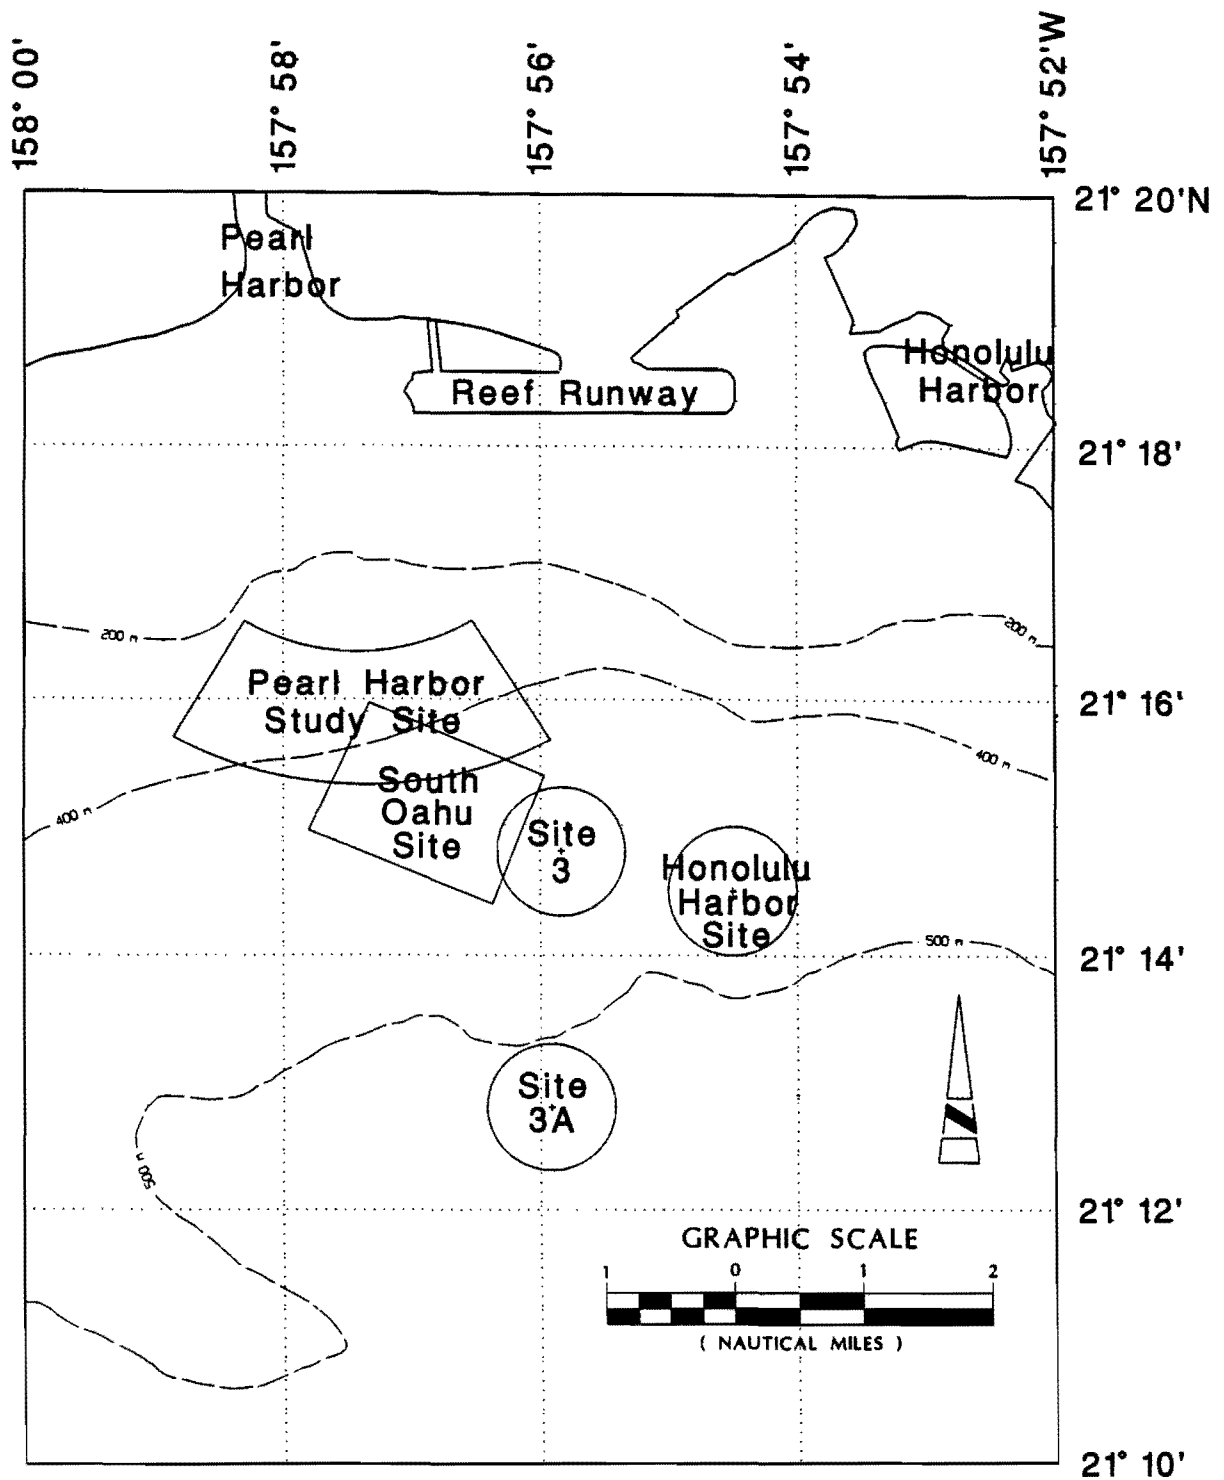 158° 00'
157° 58'
157° 56'
157° 54'
157° 52'W
21° 20'N
Pearl
Harbor
Honolulu
Harbor
Reef Runway
21° 18'
200 m
200 m
Pearl Harbor
Study Site
21° 16'
400 m
400 m
South
Oahu
Site
Site
3
Honolulu
Harbor
Site
500 m
21° 14'
Site
3A
500 m
21° 12'
GRAPHIC SCALE
1 0 1 2
( NAUTICAL MILES )
21° 10'